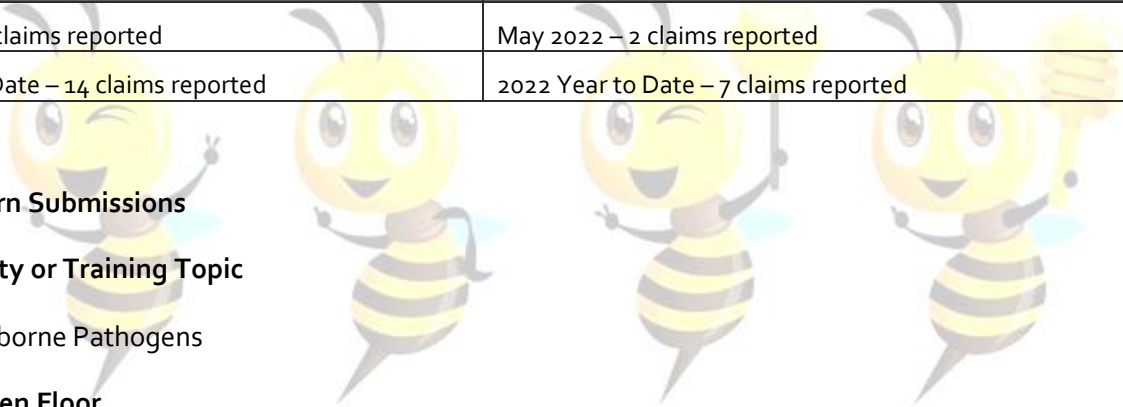 claims reported
May 2022 – 2 claims reported
Date – 14 claims reported
2022 Year to Date – 7 claims reported
rn Submissions
ty or Training Topic
borne Pathogens
en Floor